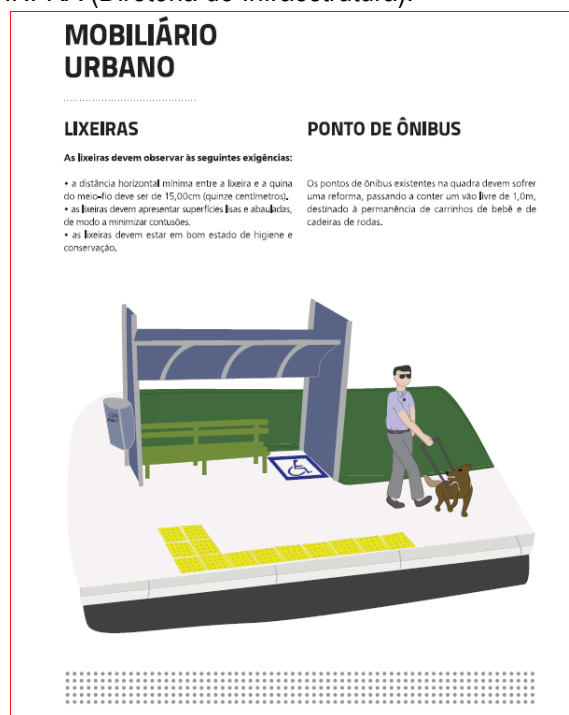 MOBILIÁRIO
URBANO
LIXEIRAS
As lixeiras devem observar às seguintes exigências:
• a distância horizontal mínima entre a lixeira e a quina
do meio-fio deve ser de 15,00cm (quinze centímetros).
• as lixeiras devem apresentar superfícies lisas e abauladas,
de modo a minimizar contusões.
• as lixeiras devem estar em bom estado de higiene e
conservação.
PONTO DE ÔNIBUS
Os pontos de ônibus existentes na quadra devem sofrer
uma reforma, passando a conter um vão livre de 1,0m,
destinado à permanência de carrinhos de bebê e de
cadeiras de rodas.